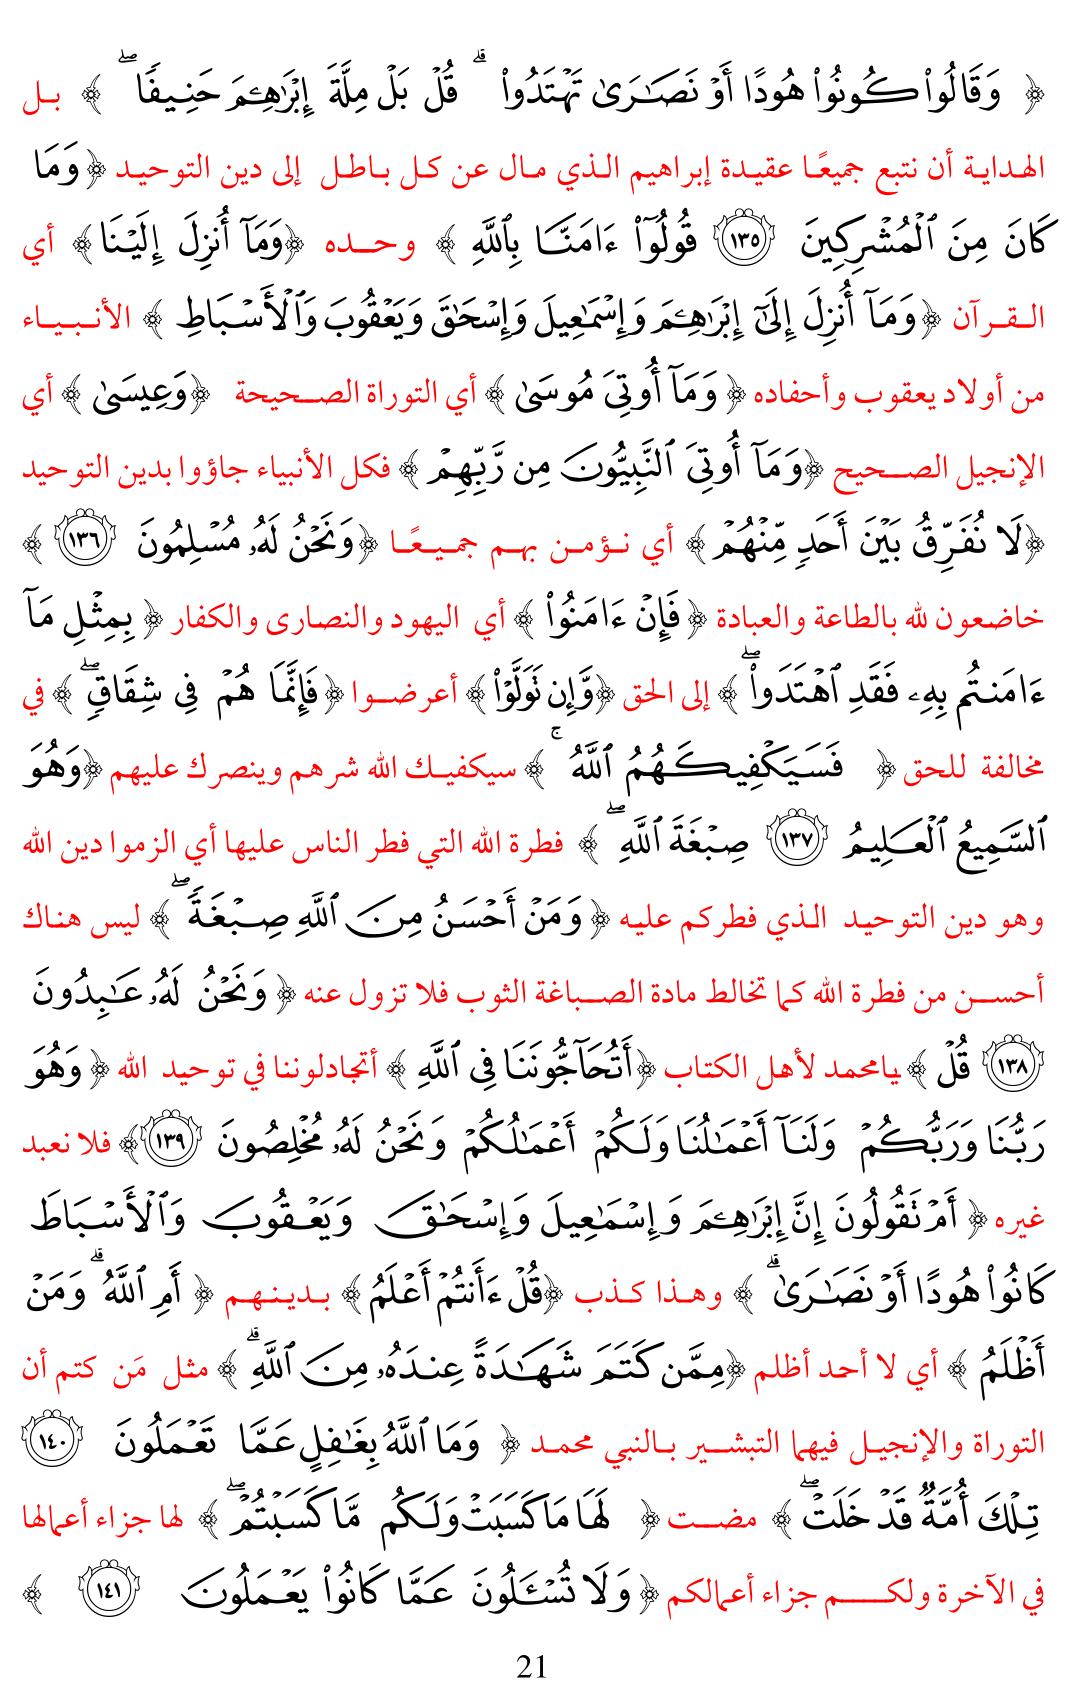 ﴿ وَقَالُوا۟ كُونُوا۟ هُودًا أَوْ نَصَـٰرَىٰ تَهْتَدُوا۟ ۗ قُلْ بَلْ مِلَّةَ إِبْرَٰهِـۧمَ حَنِيفًا ۖ ﴾ بل
الهداية أن نتبع جميعًا عقيدة إبراهيم الذي مال عن كل باطل إلى دين التوحيد ﴿ وَمَا
كَانَ مِنَ ٱلْمُشْرِكِينَ ١٣٥ قُولُوٓا۟ ءَامَنَّا بِٱللَّهِ ﴾ وحده ﴿وَمَآ أُنزِلَ إِلَيْنَا﴾ أي
القرآن ﴿وَمَآ أُنزِلَ إِلَىٰٓ إِبْرَٰهِـۧمَ وَإِسْمَـٰعِيلَ وَإِسْحَـٰقَ وَيَعْقُوبَ وَٱلْأَسْبَاطِ ﴾ الأنبياء
من أولاد يعقوب وأحفاده ﴿ وَمَآ أُوتِىَ مُوسَىٰ﴾ أي التوراة الصحيحة ﴿وَعِيسَىٰ﴾ أي
الإنجيل الصحيح ﴿وَمَآ أُوتِىَ ٱلنَّبِيُّونَ مِن رَّبِّهِمْ ﴾ فكل الأنبياء جاؤوا بدين التوحيد
﴿لَا نُفَرِّقُ بَيْنَ أَحَدٍ مِّنْهُمْ﴾ أي نؤمن بهم جميعًا ﴿وَنَحْنُ لَهُۥ مُسْلِمُونَ ١٣٦ ﴾
خاضعون لله بالطاعة والعبادة ﴿ فَإِنْ ءَامَنُوا۟ ﴾ أي اليهود والنصارى والكفار ﴿ بِمِثْلِ مَآ
ءَامَنتُم بِهِۦ فَقَدِ ٱهْتَدَوا۟ ۖ ﴾ إلى الحق ﴿وَّإِن تَوَلَّوْا۟﴾ أعرضوا ﴿ فَإِنَّمَا هُمْ فِى شِقَاقٍ ۖ ﴾ في
مخالفة للحق ﴿ فَسَيَكْفِيكَهُمُ ٱللَّهُ ۚ ﴾ سيكفيك الله شرهم وينصرك عليهم ﴿وَهُوَ
ٱلسَّمِيعُ ٱلْعَلِيمُ ١٣٧ صِبْغَةَ ٱللَّهِ ۖ ﴾ فطرة الله التي فطر الناس عليها أي الزموا دين الله
وهو دين التوحيد الذي فطركم عليه ﴿ وَمَنْ أَحْسَنُ مِنَ ٱللَّهِ صِبْغَةً ۖ ﴾ ليس هناك
أحسن من فطرة الله كما تخالط مادة الصباغة الثوب فلا تزول عنه ﴿ وَنَحْنُ لَهُۥ عَـٰبِدُونَ
١٣٨ قُلْ ﴾ يامحمد لأهل الكتاب ﴿أَتُحَآجُّونَنَا فِى ٱللَّهِ ﴾ أتجادلوننا في توحيد الله ﴿ وَهُوَ
رَبُّنَا وَرَبُّكُمْ وَلَنَآ أَعْمَـٰلُنَا وَلَكُمْ أَعْمَـٰلُكُمْ وَنَحْنُ لَهُۥ مُخْلِصُونَ ١٣٩﴾ فلا نعبد
غيره ﴿ أَمْ تَقُولُونَ إِنَّ إِبْرَٰهِـۧمَ وَإِسْمَـٰعِيلَ وَإِسْحَـٰقَ وَيَعْقُوبَ وَٱلْأَسْبَاطَ
كَانُوا۟ هُودًا أَوْ نَصَـٰرَىٰ ۗ ﴾ وهذا كذب ﴿قُلْ ءَأَنتُمْ أَعْلَمُ﴾ بدينهم ﴿ أَمِ ٱللَّهُ ۗ وَمَنْ
أَظْلَمُ ﴾ أي لا أحد أظلم ﴿مِمَّن كَتَمَ شَهَـٰدَةً عِندَهُۥ مِنَ ٱللَّهِ ۗ ﴾ مثل مَن كتم أن
التوراة والإنجيل فيهما التبشير بالنبي محمد ﴿ وَمَا ٱللَّهُ بِغَـٰفِلٍ عَمَّا تَعْمَلُونَ ١٤٠
تِلْكَ أُمَّةٌ قَدْ خَلَتْ ۖ ﴾ مضت ﴿ لَهَا مَا كَسَبَتْ وَلَكُم مَّا كَسَبْتُمْ ۖ ﴾ لها جزاء أعمالها
في الآخرة ولكم جزاء أعمالكم ﴿ وَلَا تُسْـَٔلُونَ عَمَّا كَانُوا۟ يَعْمَلُونَ ١٤١ ﴾
21